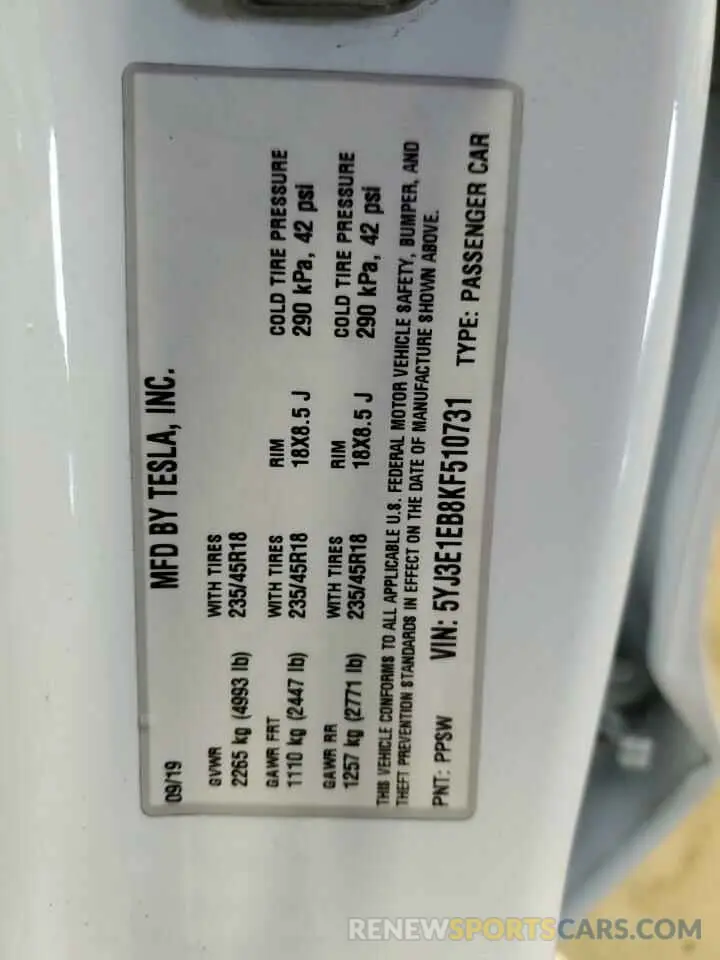 MFD BY TESLA, INC.
09/19
GVWR WITH TIRES
2265 kg (4993 lb) 235/45R18
GAWR FRT WITH TIRES RIM COLD TIRE PRESSURE
1110 kg (2447 lb) 235/45R18 18X8.5 J 290 kPa, 42 psi
GAWR RR WITH TIRES RIM COLD TIRE PRESSURE
1257 kg (2771 lb) 235/45R18 18X8.5 J 290 kPa, 42 psi
THIS VEHICLE CONFORMS TO ALL APPLICABLE U.S. FEDERAL MOTOR VEHICLE SAFETY, BUMPER, AND
THEFT PREVENTION STANDARDS IN EFFECT ON THE DATE OF MANUFACTURE SHOWN ABOVE.
PNT: PPSW VIN: 5YJ3E1EB8KF510731 TYPE: PASSENGER CAR
RENEWSPORTSCARS.COM